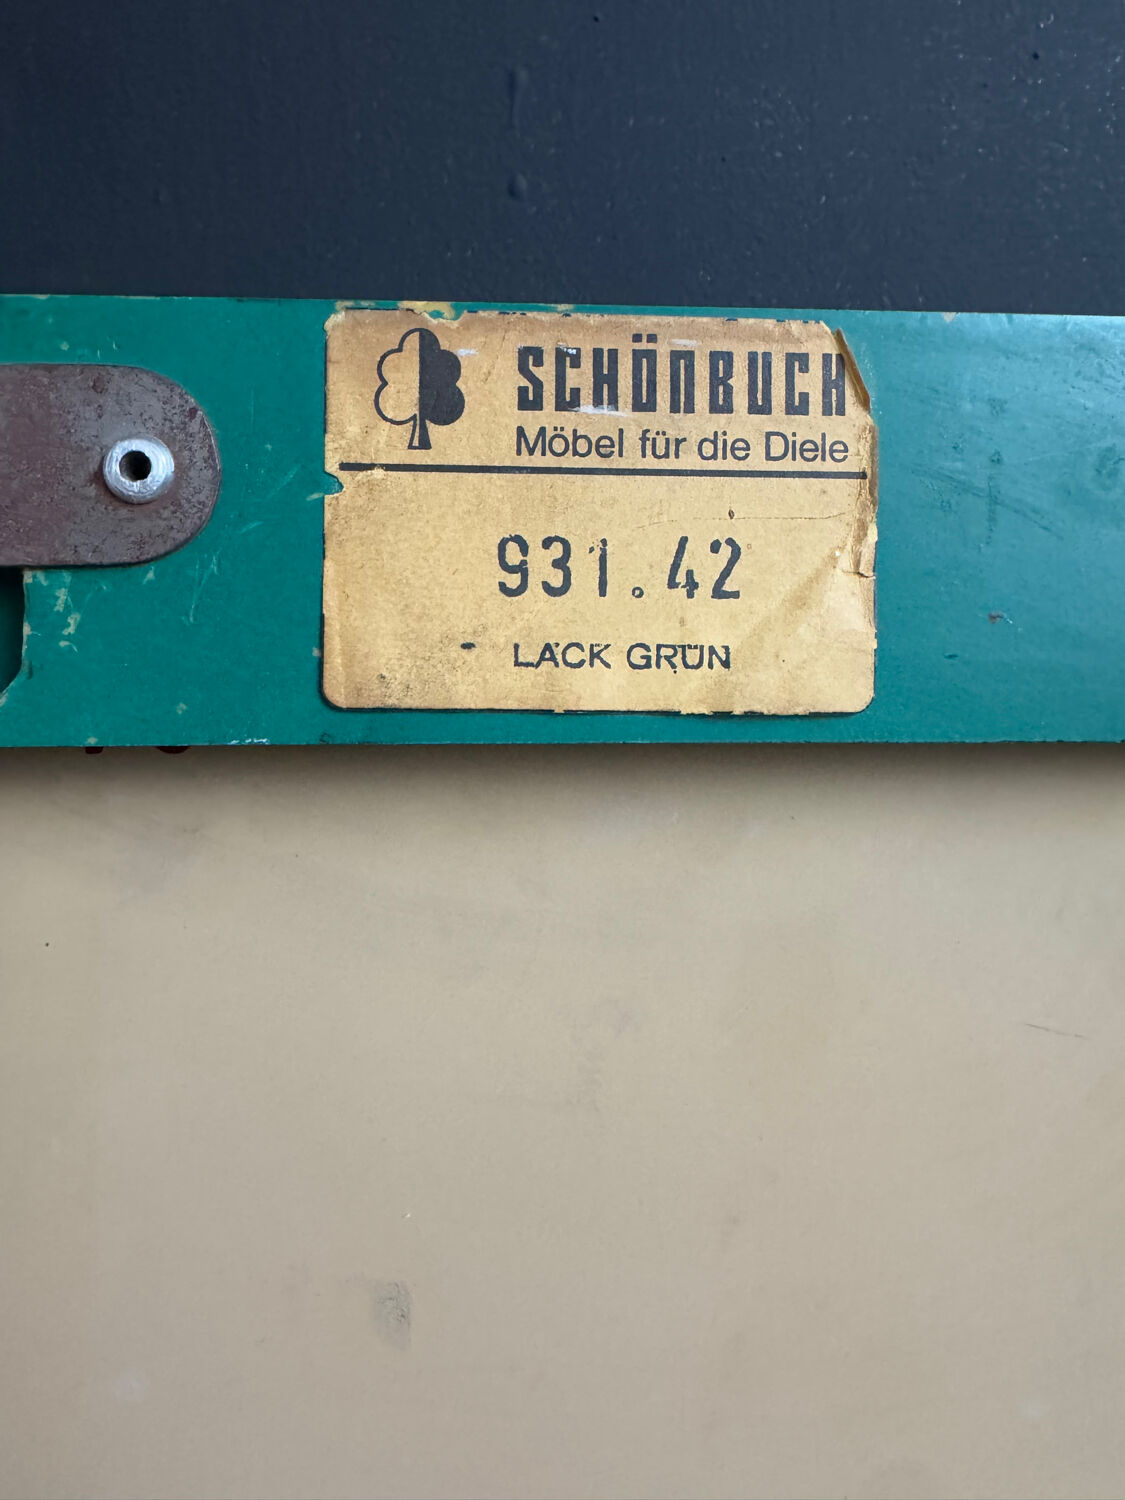 SCHÖNBUCH
Möbel für die Diele
931.42
LACK GRÜN